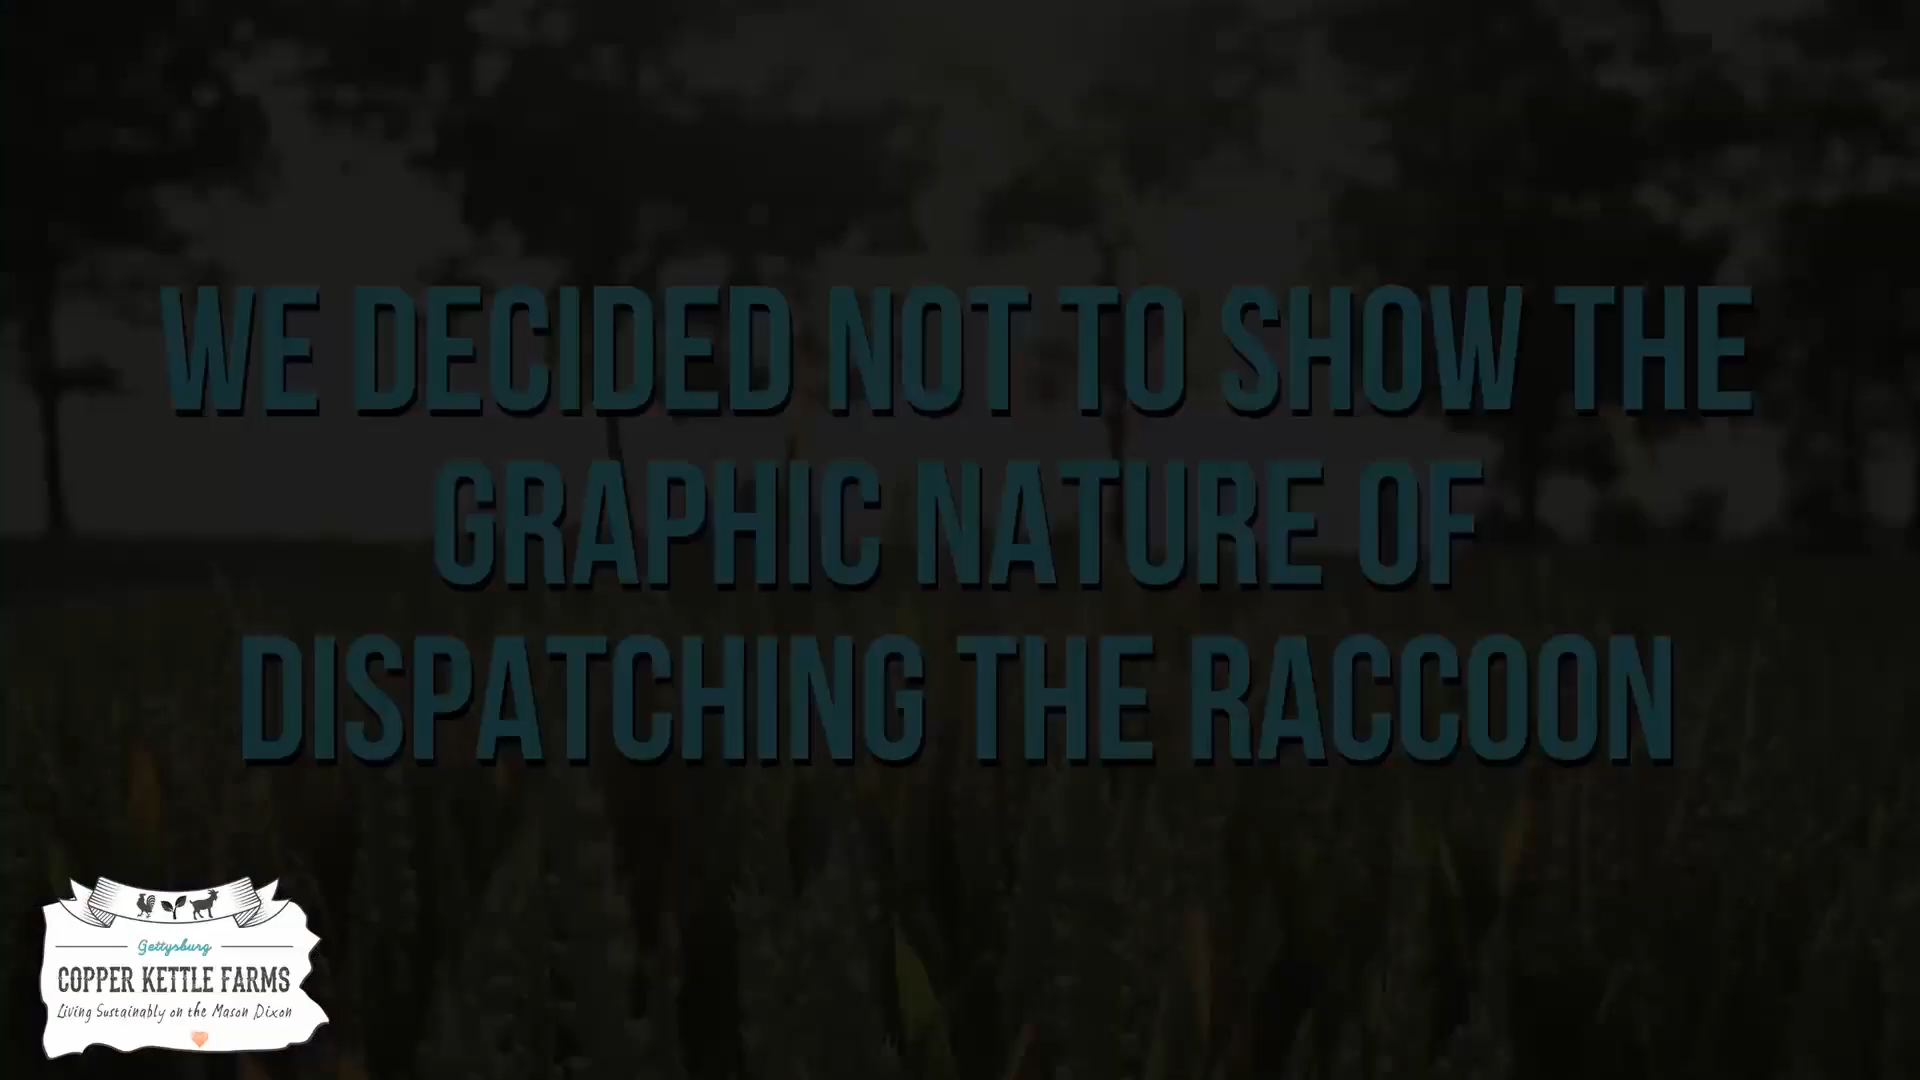 WE DECIDED NOT TO SHOW THE
GRAPHIC NATURE OF
DISPATCHING THE RACCOON
Gettysburg
COPPER KETTLE FARMS
Living Sustainably on the Mason Dixon